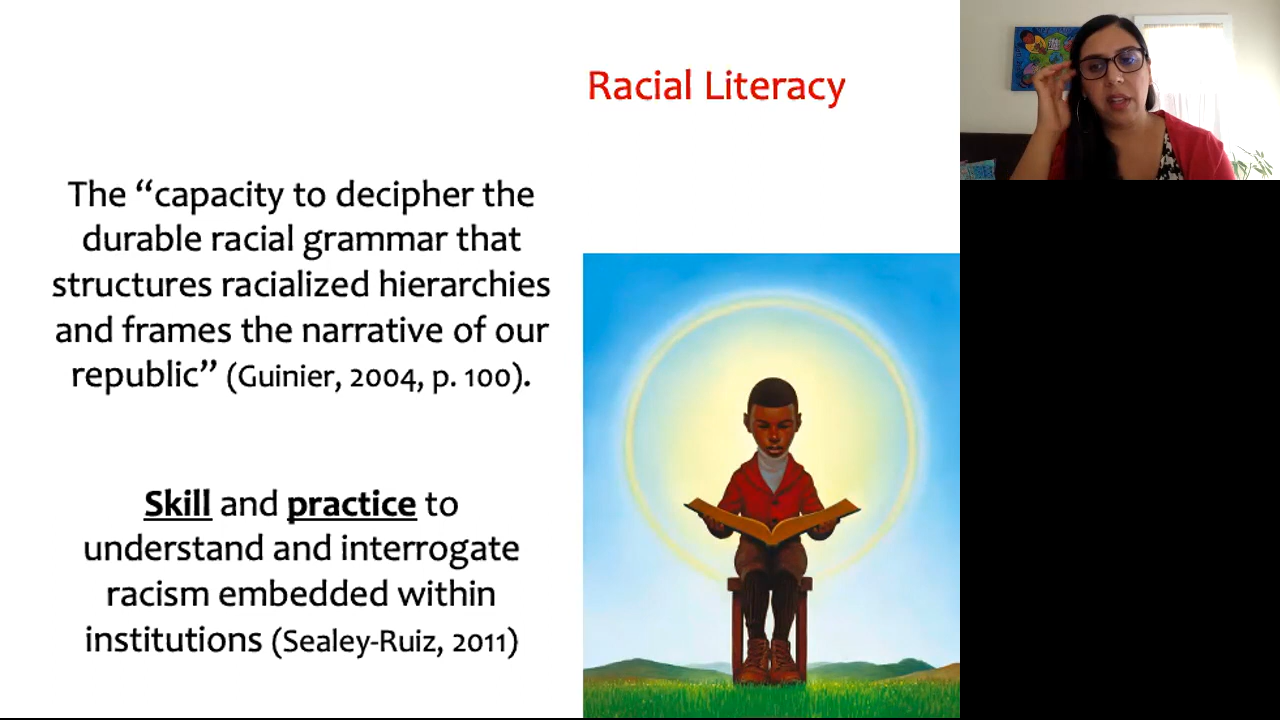 Racial Literacy
The “capacity to decipher the
durable racial grammar that
structures racialized hierarchies
and frames the narrative of our
republic” (Guinier, 2004, p. 100).
Skill and practice to
understand and interrogate
racism embedded within
institutions (Sealey-Ruiz, 2011)